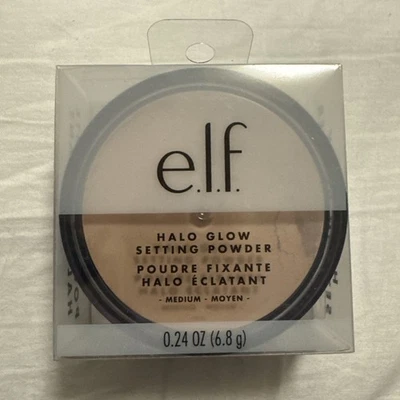 e.l.f.
HALO GLOW
SETTING POWDER
POUDRE FIXANTE
HALO ÉCLATANT
- MEDIUM - MOYEN -
0.24 OZ (6.8 g)